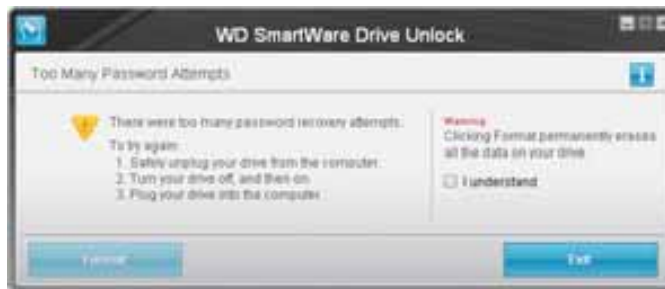 WD SmartWare Drive Unlock
Too Many Password Attempts
There were too many password recovery attempts.
To try again:
1. Safely unplug your drive from the computer.
2. Turn your drive off, and then on.
3. Plug your drive into the computer.
Warning
Clicking Format permanently erases
all the data on your drive
I understand
Format
Exit